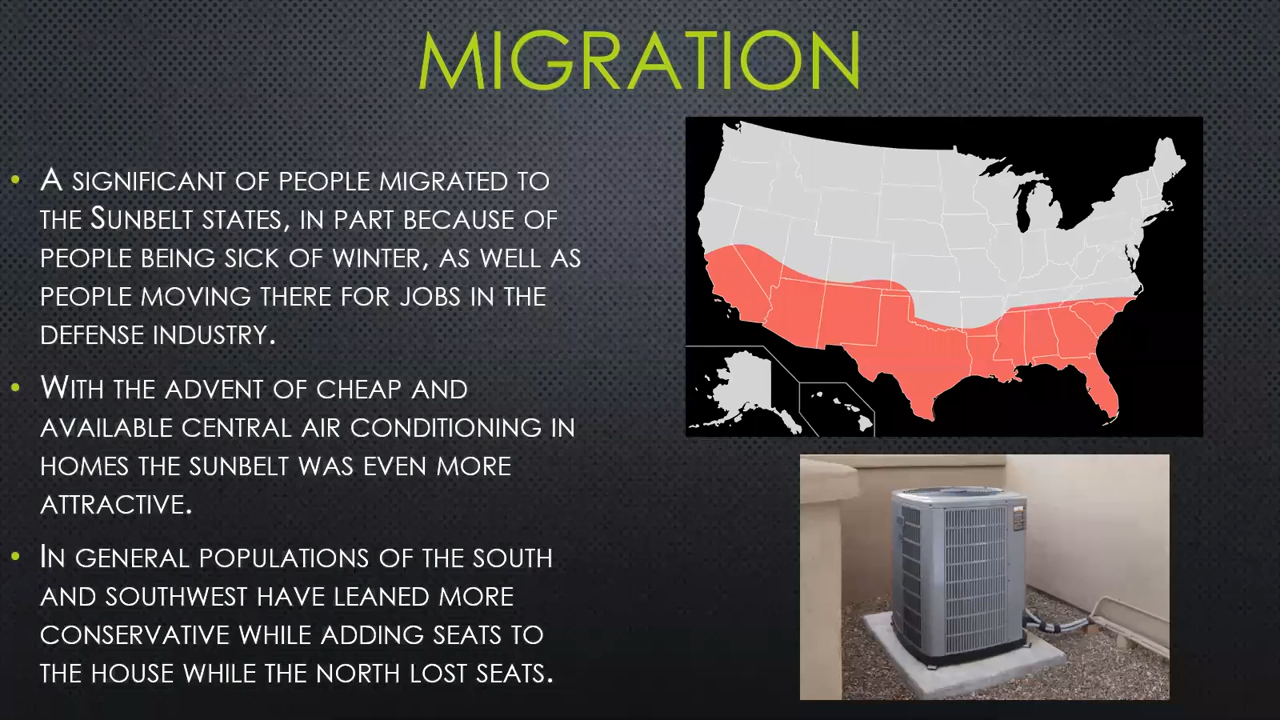 MIGRATION
A SIGNIFICANT OF PEOPLE MIGRATED TO
THE SUNBELT STATES, IN PART BECAUSE OF
PEOPLE BEING SICK OF WINTER, AS WELL AS
PEOPLE MOVING THERE FOR JOBS IN THE
DEFENSE INDUSTRY.
WITH THE ADVENT OF CHEAP AND
AVAILABLE CENTRAL AIR CONDITIONING IN
HOMES THE SUNBELT WAS EVEN MORE
ATTRACTIVE.
IN GENERAL POPULATIONS OF THE SOUTH
AND SOUTHWEST HAVE LEANED MORE
CONSERVATIVE WHILE ADDING SEATS TO
THE HOUSE WHILE THE NORTH LOST SEATS.